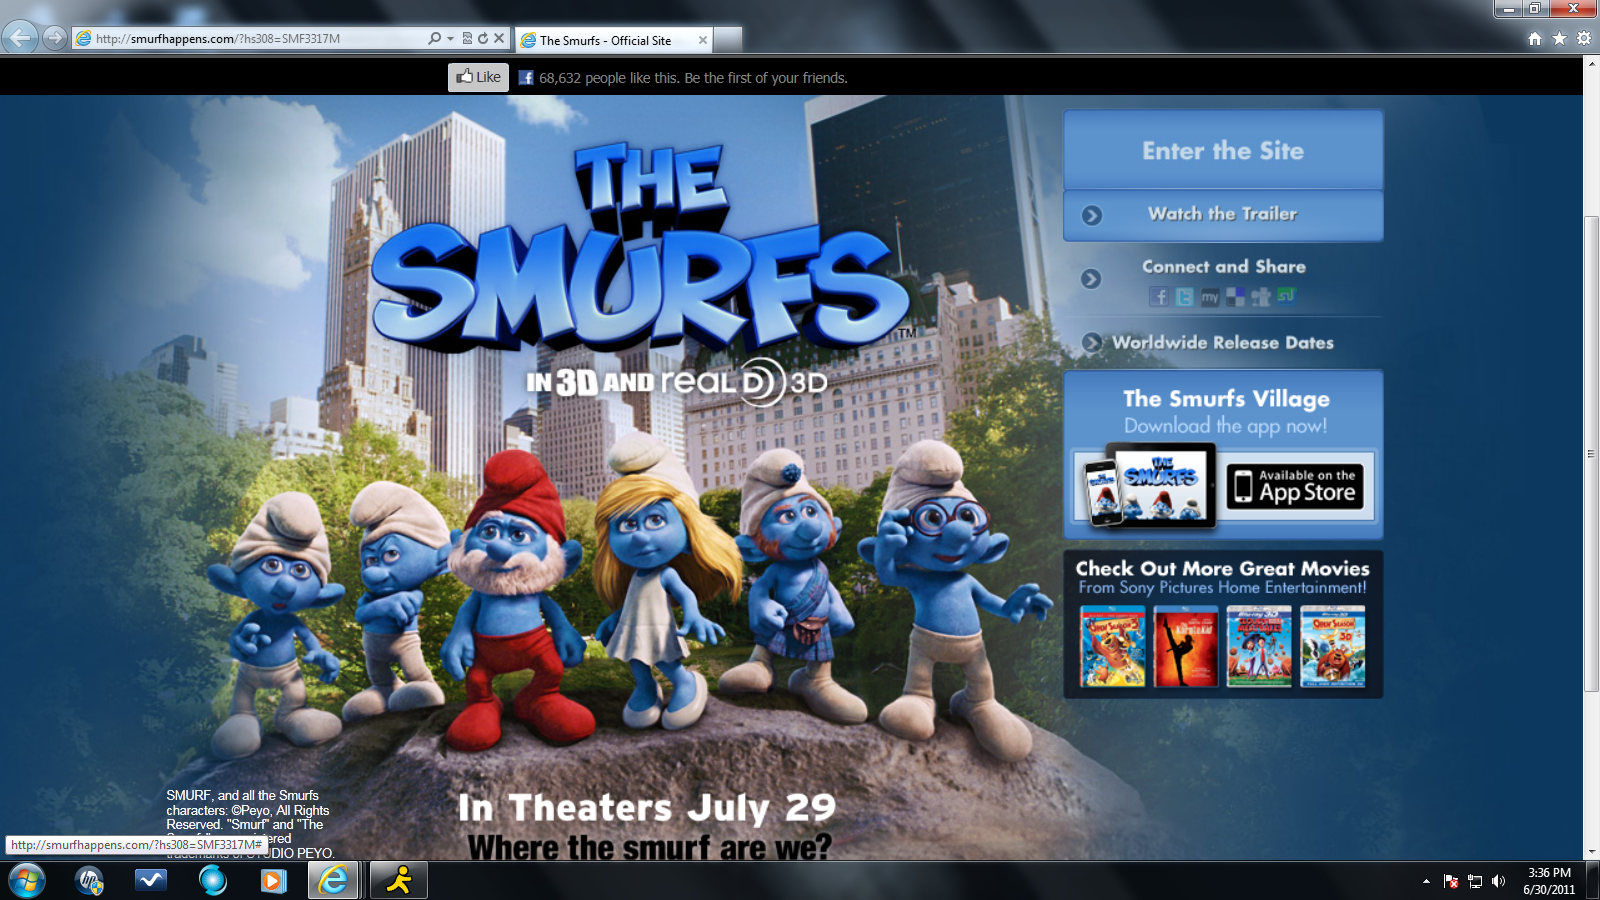 http://smurfhappens.com/?hs308=SMF3317M
The Smurfs - Official Site
Like
68,632 people like this. Be the first of your friends.
THE
SMURFS
TM
IN 3D AND REAL D 3D
Enter the Site
Watch the Trailer
Connect and Share
my
Worldwide Release Dates
The Smurfs Village
Download the app now!
THE
SMURFS
Available on the
App Store
Check Out More Great Movies
From Sony Pictures Home Entertainment!
In Theaters July 29
Where the smurf are we?
SMURF, and all the Smurfs
characters: ©Peyo, All Rights
Reserved. "Smurf" and "The
http://smurfhappens.com/?hs308=SMF3317M#
STUDIO PEYO.
hp
3:36 PM
6/30/2011